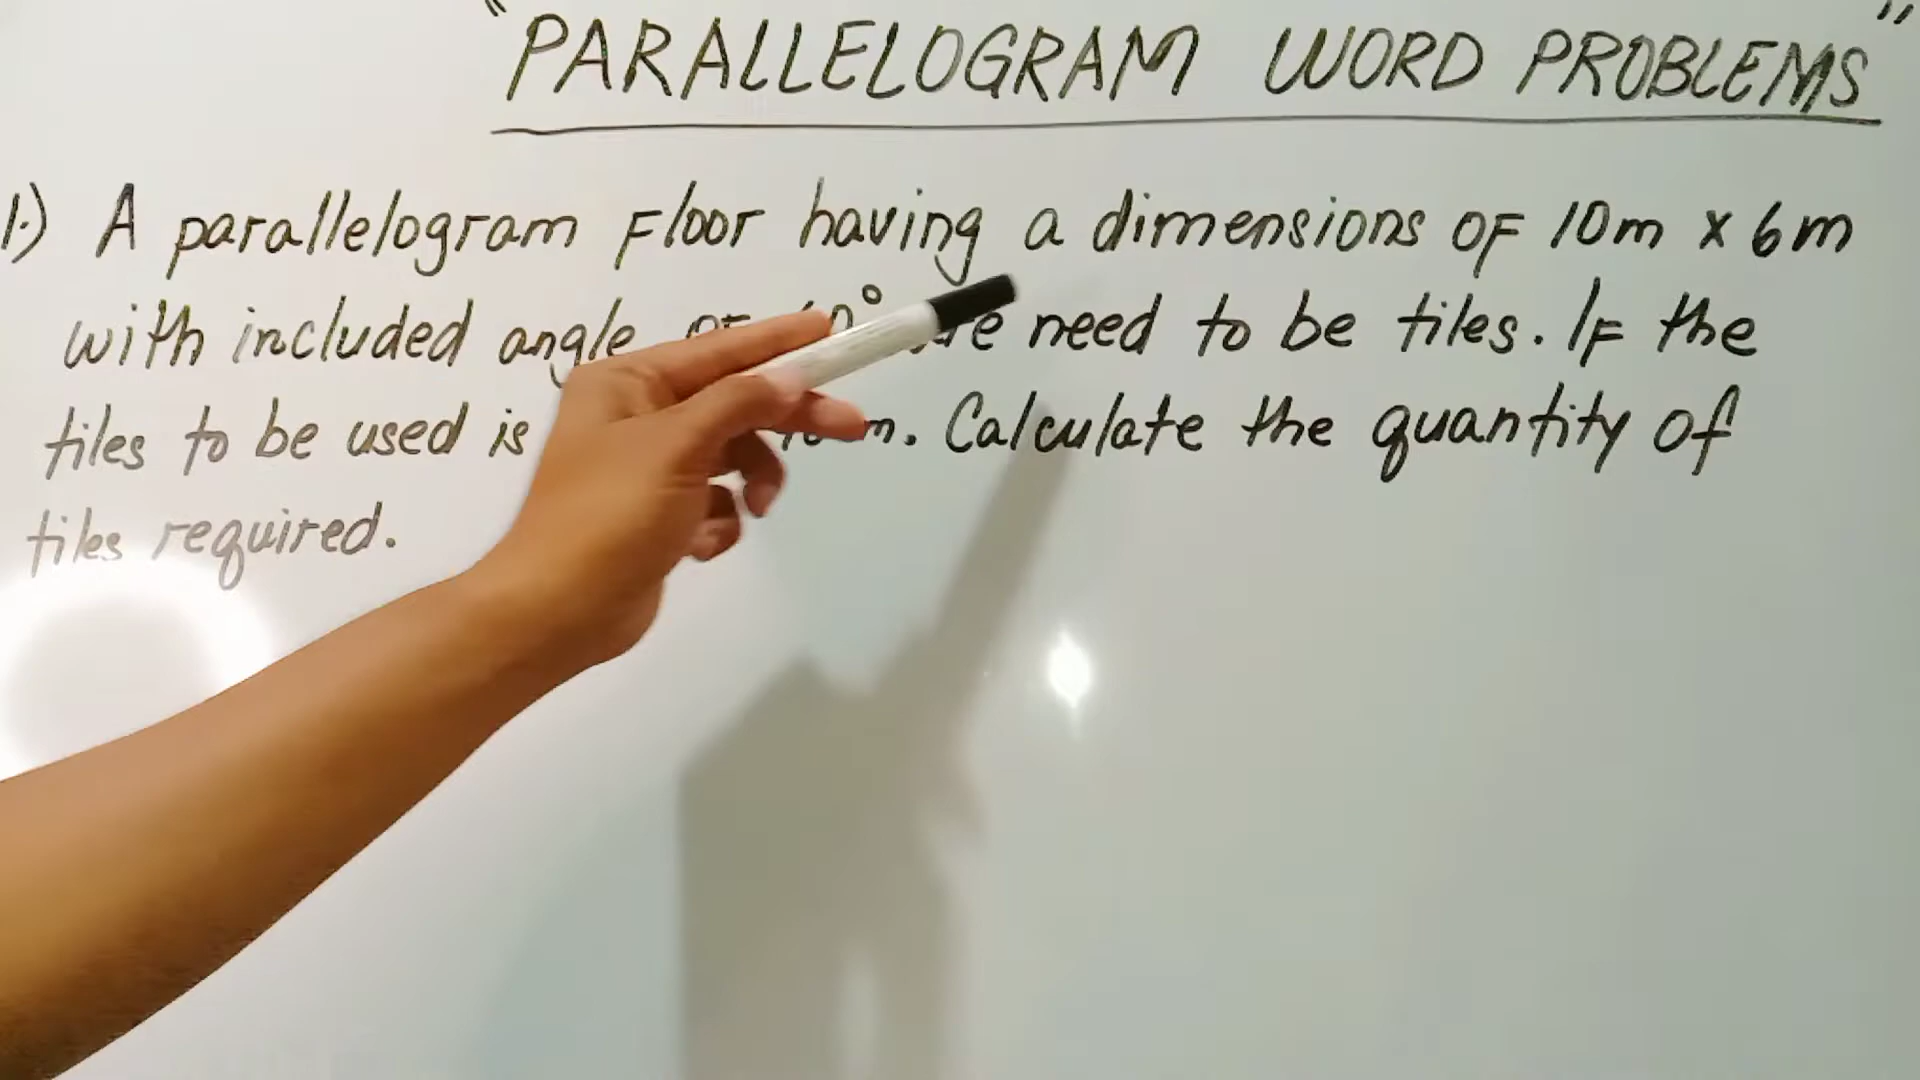 "PARALLELOGRAM WORD PROBLEMS"
1.) A parallelogram Floor having a dimensions OF 10m x 6m
with included angle OF need to be tiles. IF the
tiles to be used is Calculate the quantity of
tiles required.